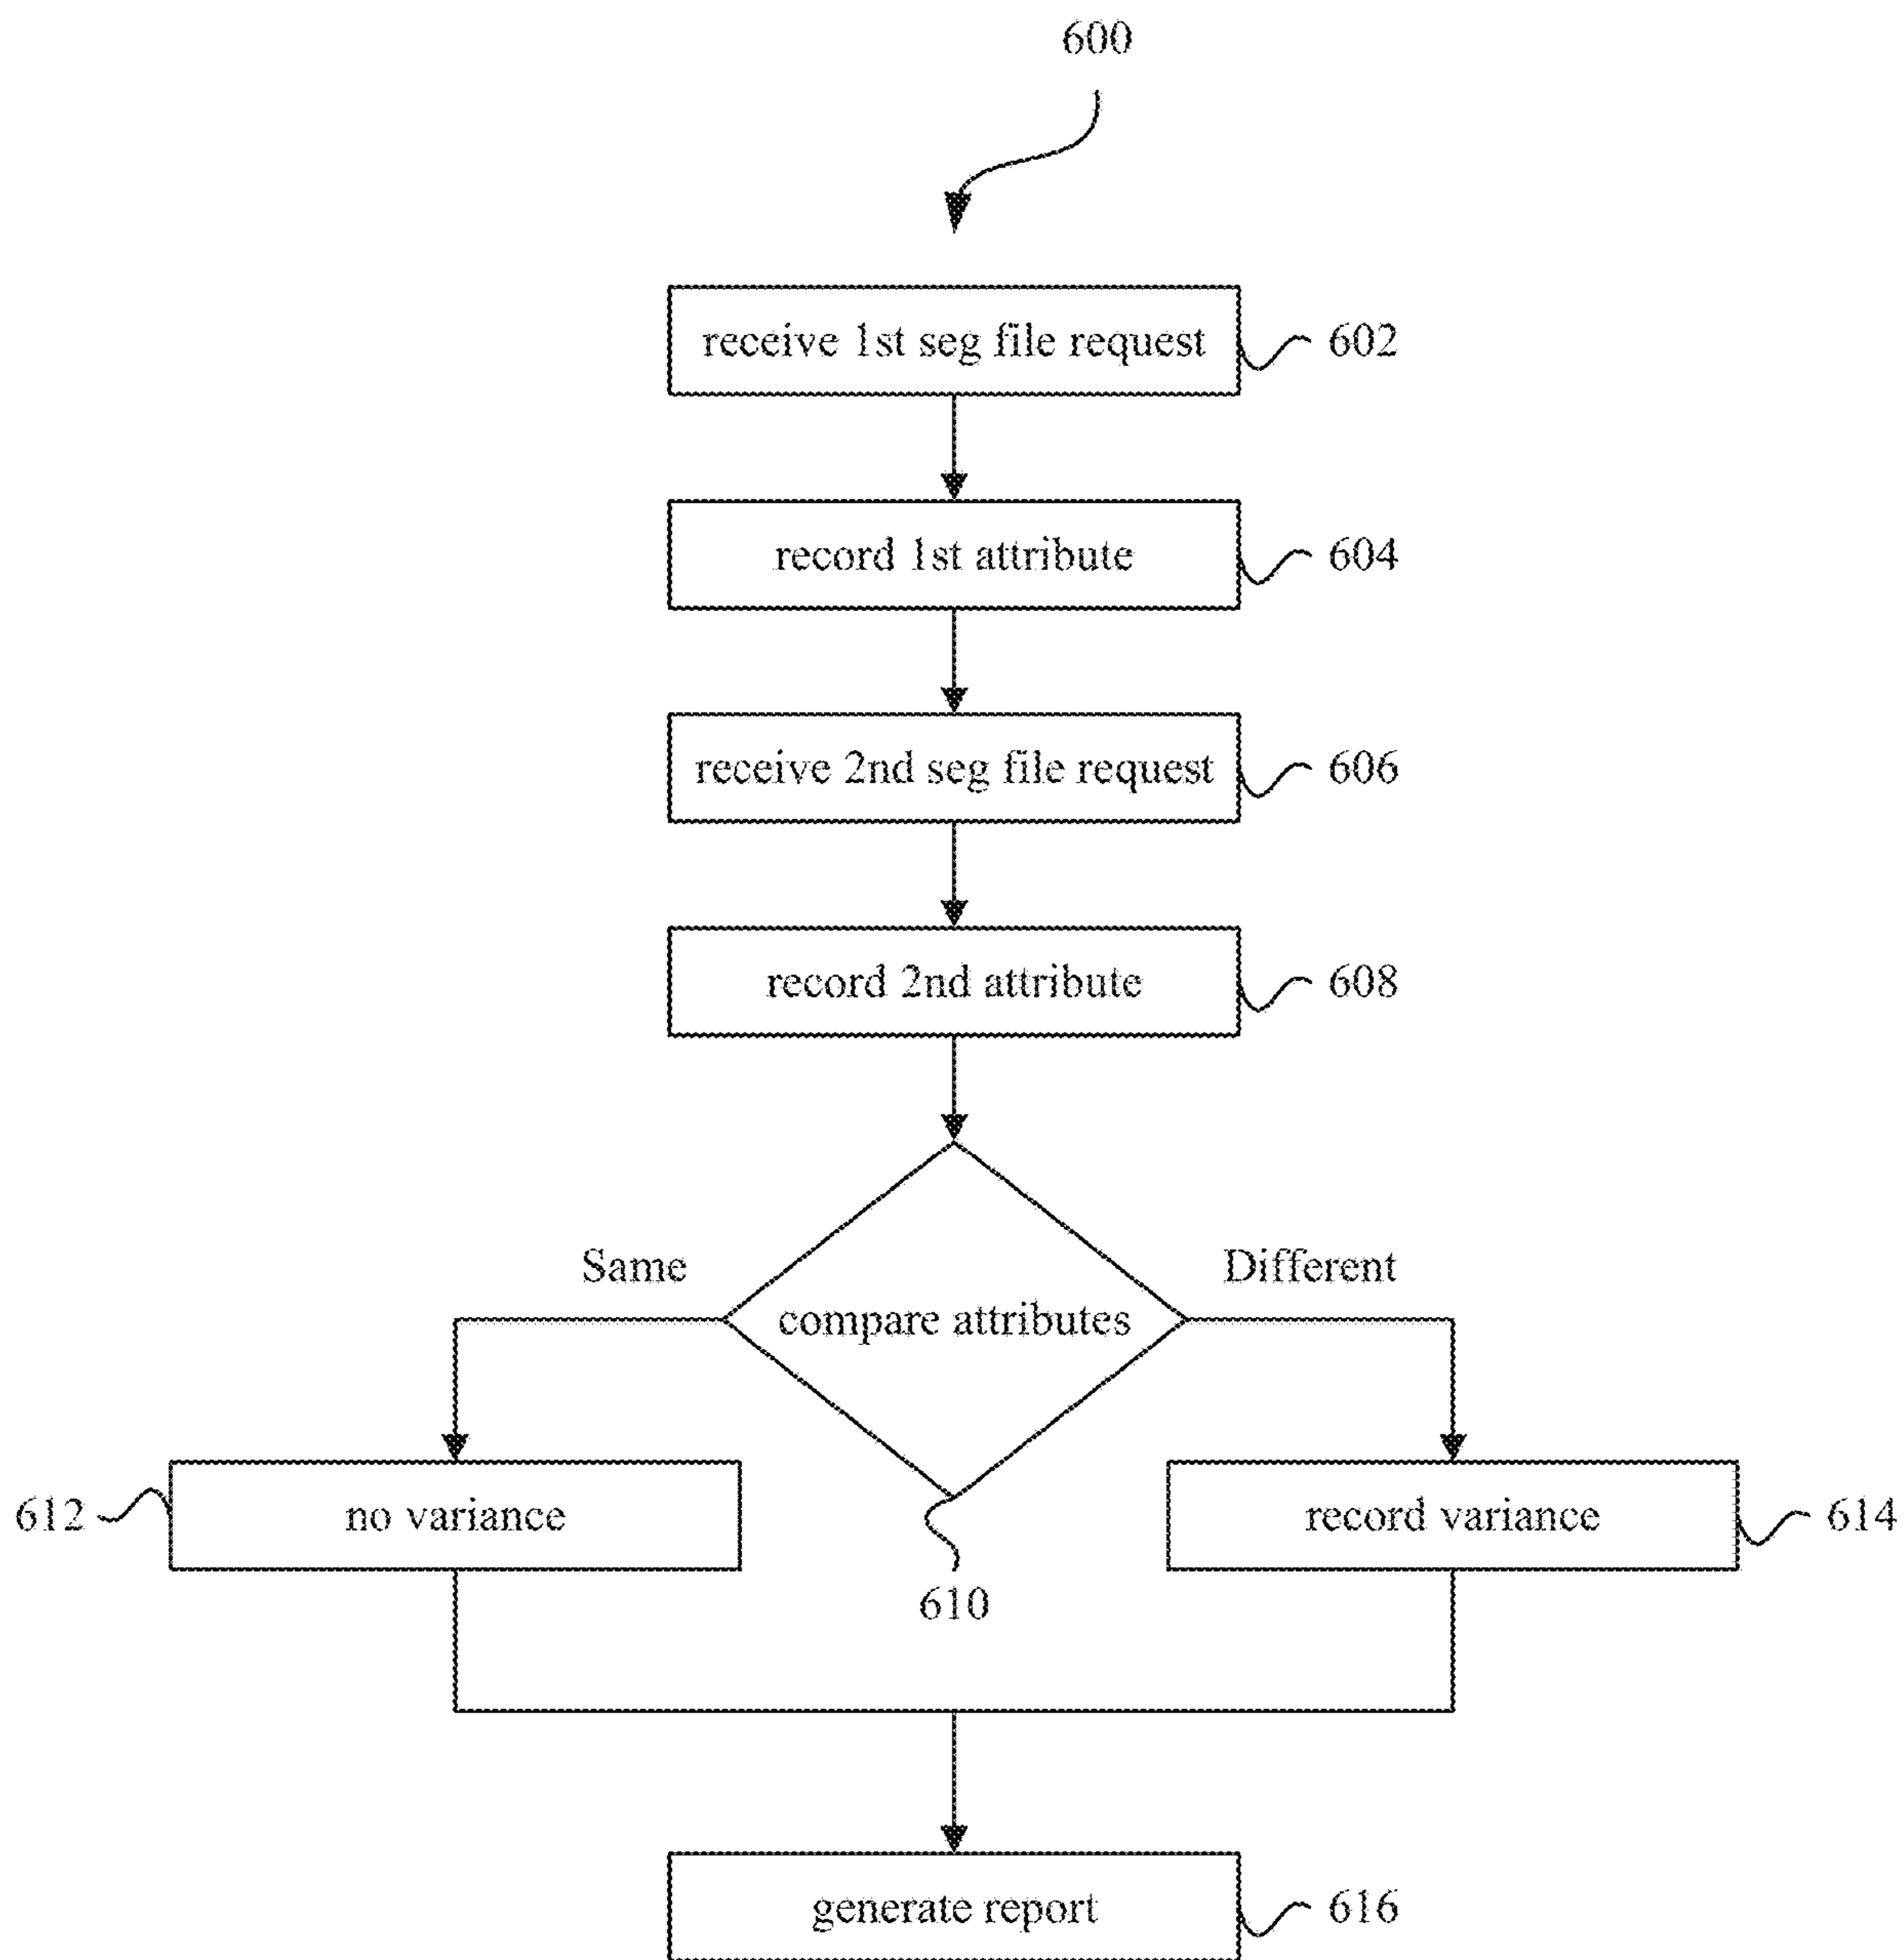 600
receive 1st seg file request
602
record 1st attribute
604
receive 2nd seg file request
606
record 2nd attribute
608
Same
Different
compare attributes
612
no variance
610
record variance
614
generate report
616